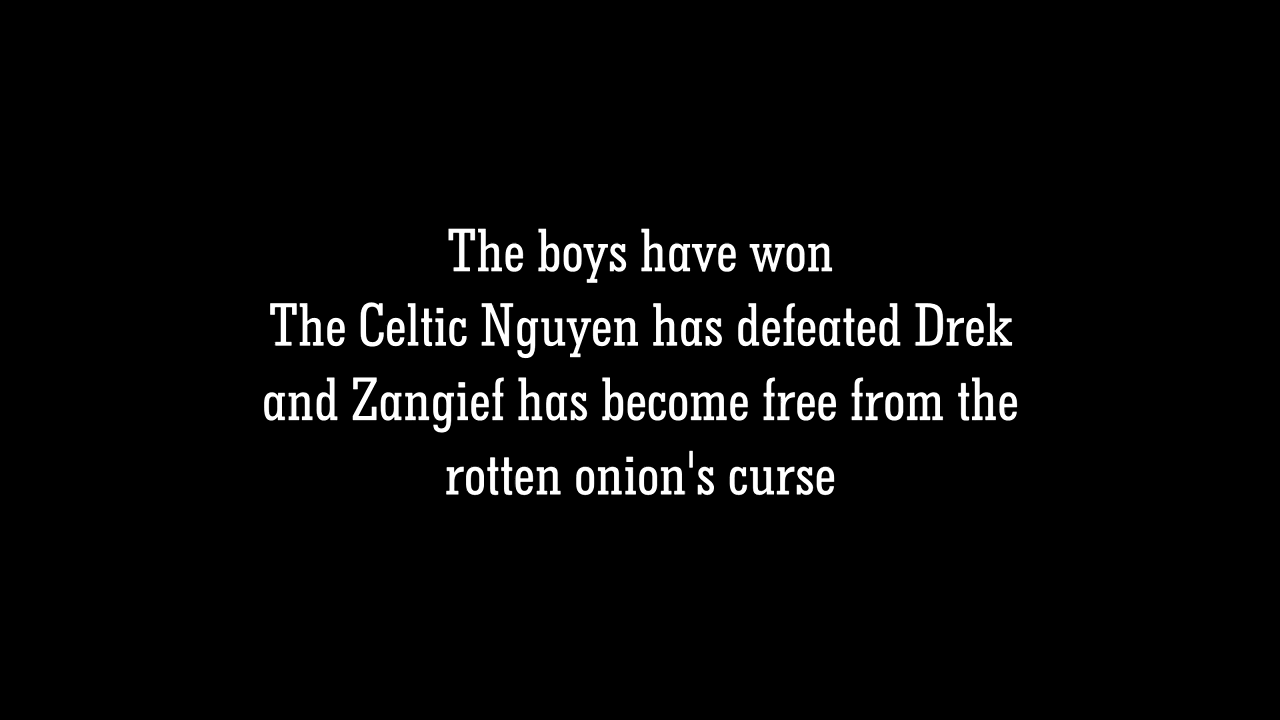 The boys have won
The Celtic Nguyen has defeated Drek
and Zangief has become free from the
rotten onion's curse